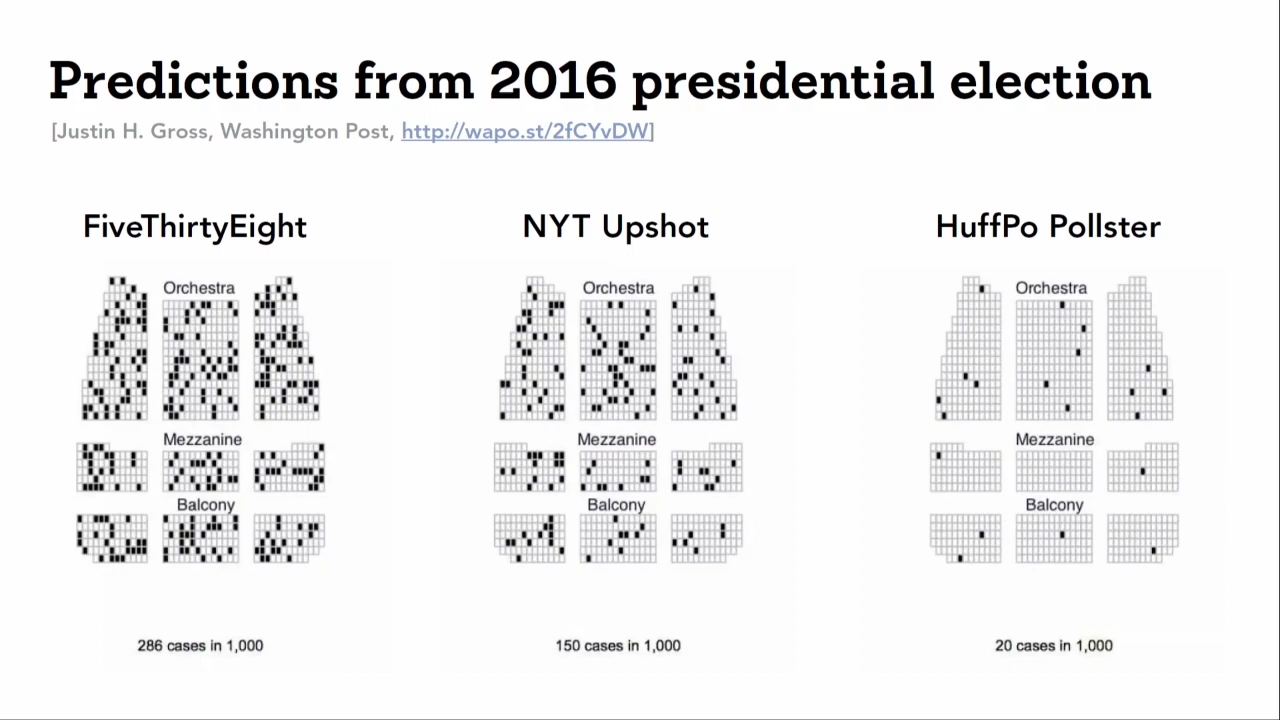 Predictions from 2016 presidential election
[Justin H. Gross, Washington Post, http://wapo.st/2fCYvDW]
FiveThirtyEight
Orchestra
Mezzanine
Balcony
286 cases in 1,000
NYT Upshot
Orchestra
Mezzanine
Balcony
150 cases in 1,000
HuffPo Pollster
Orchestra
Mezzanine
Balcony
20 cases in 1,000